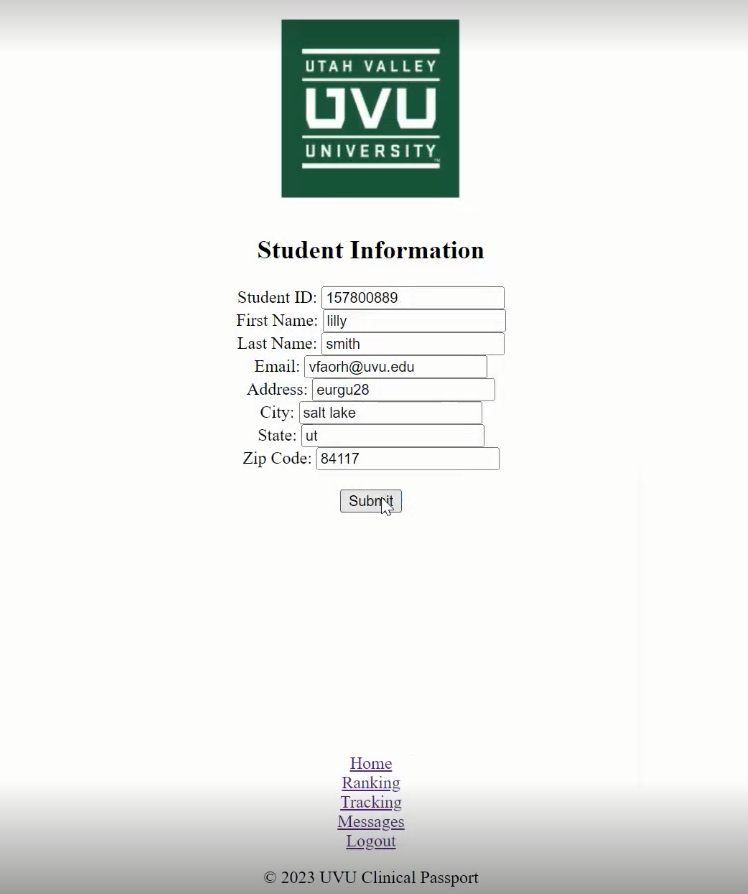 UTAH VALLEY
UVU
UNIVERSITY
Student Information
Student ID: 157800889
First Name: lilly
Last Name: smith
Email: vfaorh@uvu.edu
Address: eurgu28
City: salt lake
State: ut
Zip Code: 84117
Submit
Home
Ranking
Tracking
Messages
Logout
© 2023 UVU Clinical Passport